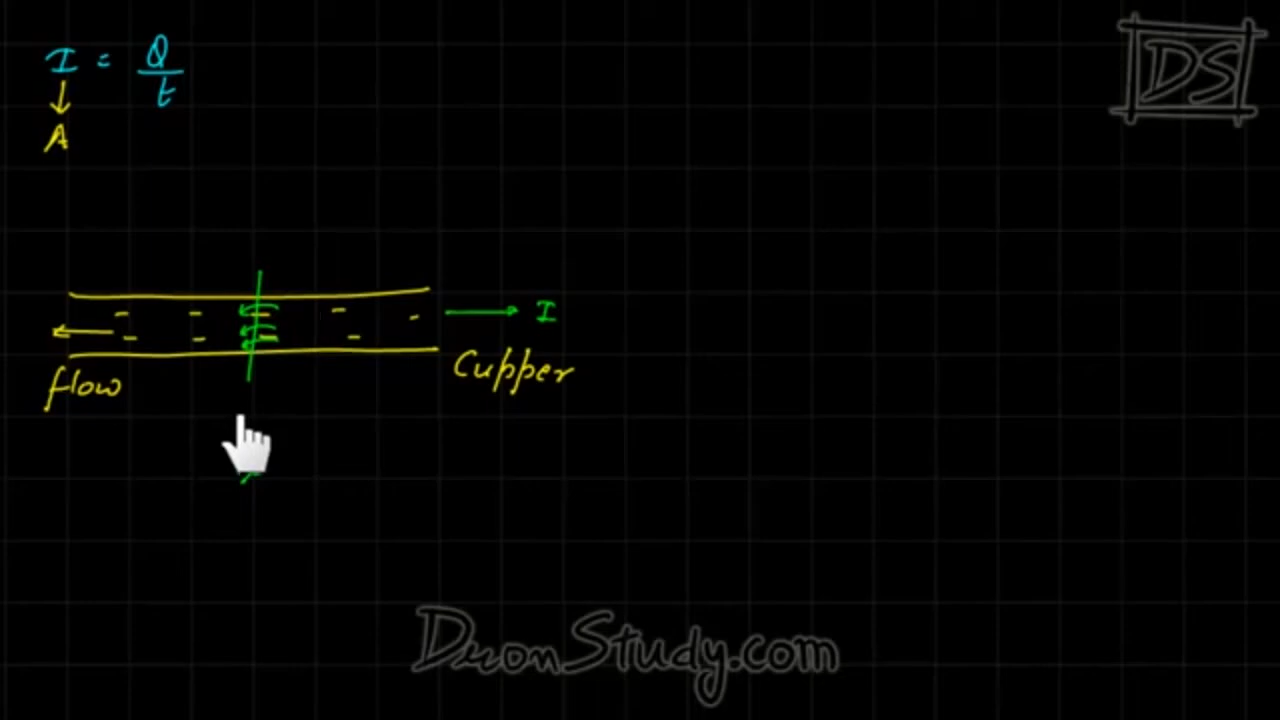 I = Q/t
A
DS
I
Cupper
flow
DronStudy.com